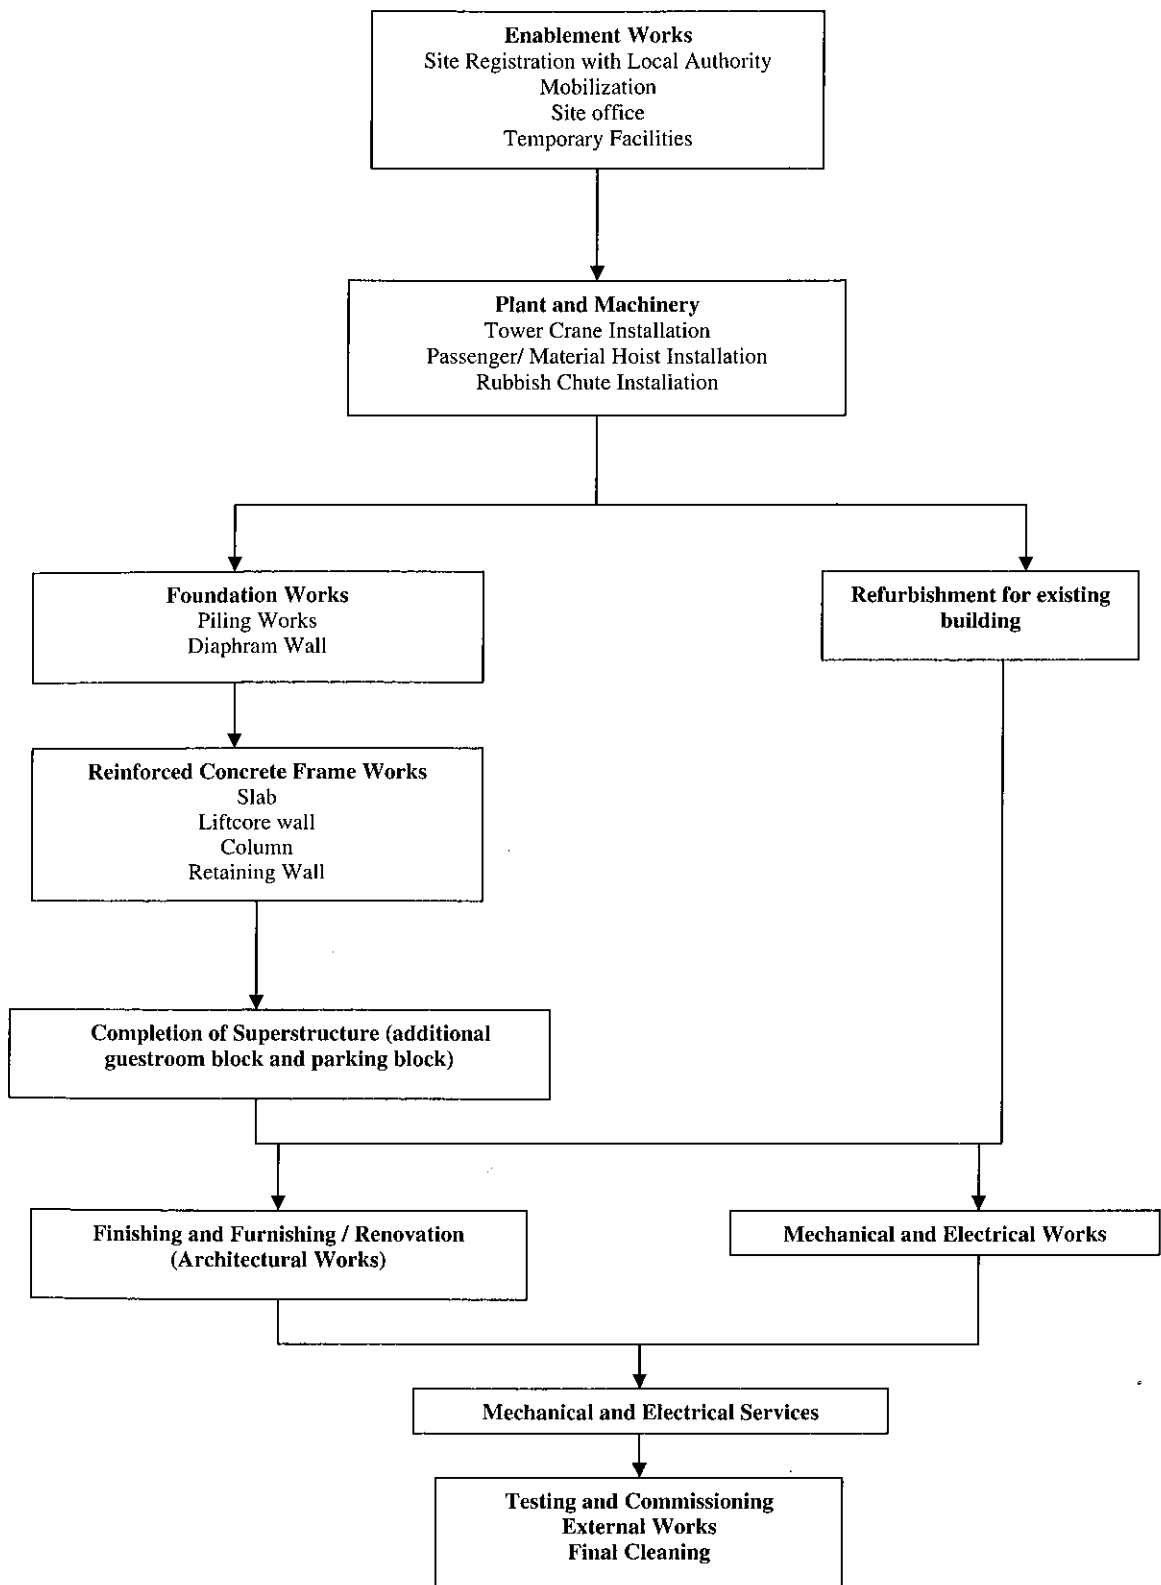 Enablement Works
Site Registration with Local Authority
Mobilization
Site office
Temporary Facilities
Plant and Machinery
Tower Crane Installation
Passenger/ Material Hoist Installation
Rubbish Chute Instaliation
Foundation Works
Piling Works
Diaphram Wall
Refurbishment for existing
building
Reinforced Concrete Frame Works
Slab
Liftcore wall
Column
Retaining Wall
Completion of Superstructure (additional
guestroom block and parking block)
Finishing and Furnishing / Renovation
(Architectural Works)
Mechanical and Electrical Works
Mechanical and Electrical Services
Testing and Commissioning
External Works
Final Cleaning